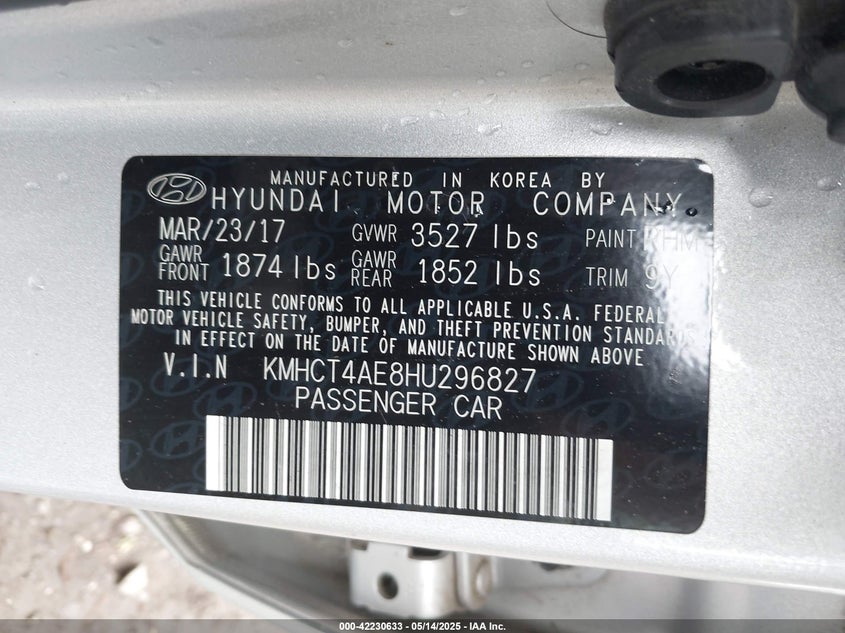 MANUFACTURED IN KOREA BY
HYUNDAI MOTOR COMPANY
MAR/23/17 GVWR 3527 lbs PAINT RHM
GAWR FRONT 1874 lbs GAWR REAR 1852 lbs TRIM 9Y
THIS VEHICLE CONFORMS TO ALL APPLICABLE U.S.A. FEDERAL
MOTOR VEHICLE SAFETY, BUMPER, AND THEFT PREVENTION STANDARDS
IN EFFECT ON THE DATE OF MANUFACTURE SHOWN ABOVE
V.I.N KMHCT4AE8HU296827
PASSENGER CAR
000-42230633 - 05/14/2025 - IAA Inc.